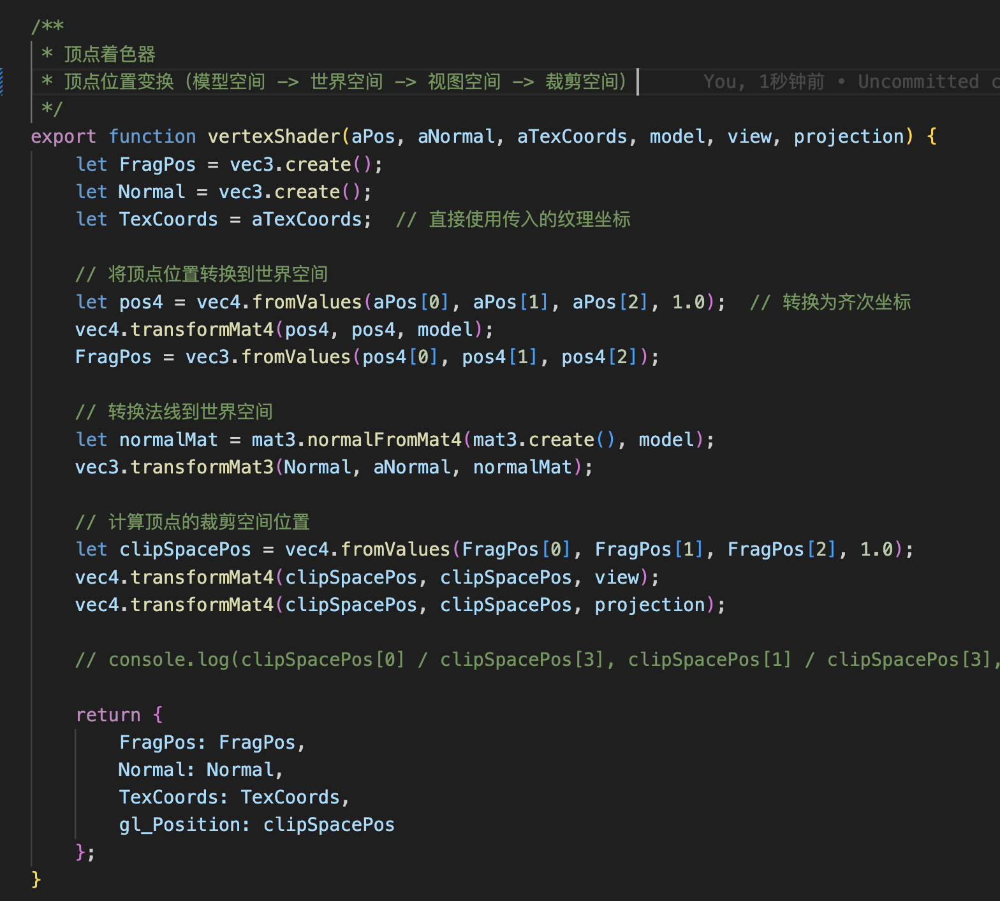 /**
 * 顶点着色器
 * 顶点位置变换（模型空间 -> 世界空间 -> 视图空间 -> 裁剪空间）	You, 1秒钟前 • Uncommitted c
 */
export function vertexShader(aPos, aNormal, aTexCoords, model, view, projection) {
    let FragPos = vec3.create();
    let Normal = vec3.create();
    let TexCoords = aTexCoords;  // 直接使用传入的纹理坐标

    // 将顶点位置转换到世界空间
    let pos4 = vec4.fromValues(aPos[0], aPos[1], aPos[2], 1.0);  // 转换为齐次坐标
    vec4.transformMat4(pos4, pos4, model);
    FragPos = vec3.fromValues(pos4[0], pos4[1], pos4[2]);

    // 转换法线到世界空间
    let normalMat = mat3.normalFromMat4(mat3.create(), model);
    vec3.transformMat3(Normal, aNormal, normalMat);

    // 计算顶点的裁剪空间位置
    let clipSpacePos = vec4.fromValues(FragPos[0], FragPos[1], FragPos[2], 1.0);
    vec4.transformMat4(clipSpacePos, clipSpacePos, view);
    vec4.transformMat4(clipSpacePos, clipSpacePos, projection);

    // console.log(clipSpacePos[0] / clipSpacePos[3], clipSpacePos[1] / clipSpacePos[3],

    return {
        FragPos: FragPos,
        Normal: Normal,
        TexCoords: TexCoords,
        gl_Position: clipSpacePos
    };
}